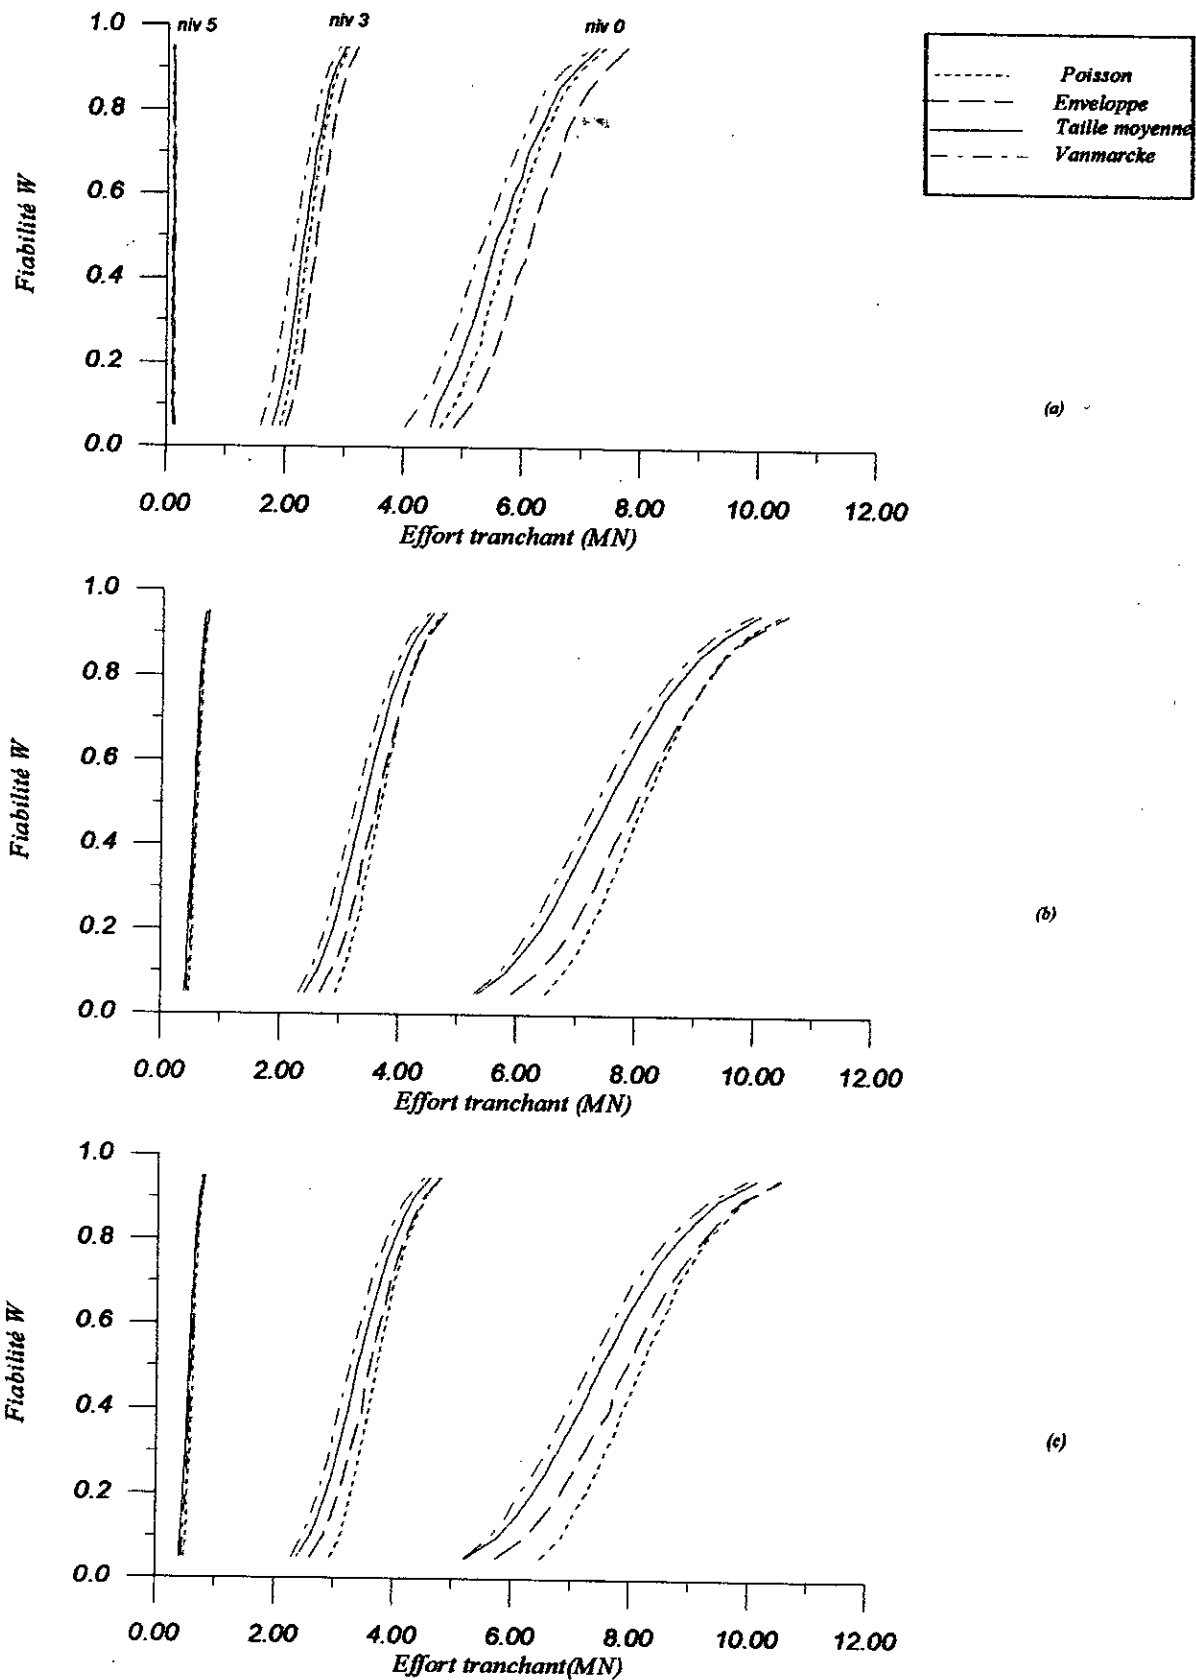 niv 5
niv 3
niv 0
1.0
0.8
0.6
0.4
0.2
0.0
Fiabilité W
0.00 2.00 4.00 6.00 8.00 10.00 12.00
Effort tranchant (MN)
Poisson
Enveloppe
Taille moyenne
Vanmarcke
(a)
1.0
0.8
0.6
0.4
0.2
0.0
Fiabilité W
0.00 2.00 4.00 6.00 8.00 10.00 12.00
Effort tranchant (MN)
(b)
1.0
0.8
0.6
0.4
0.2
0.0
Fiabilité W
0.00 2.00 4.00 6.00 8.00 10.00 12.00
Effort tranchant(MN)
(c)